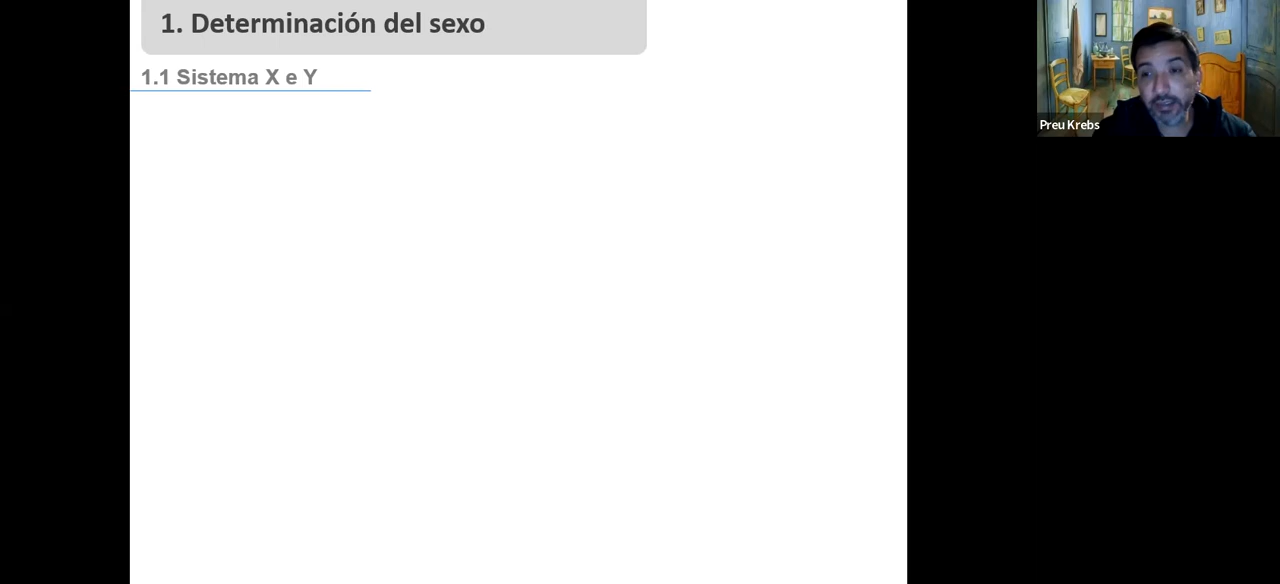 1. Determinación del sexo
1.1 Sistema X e Y
Preu Krebs